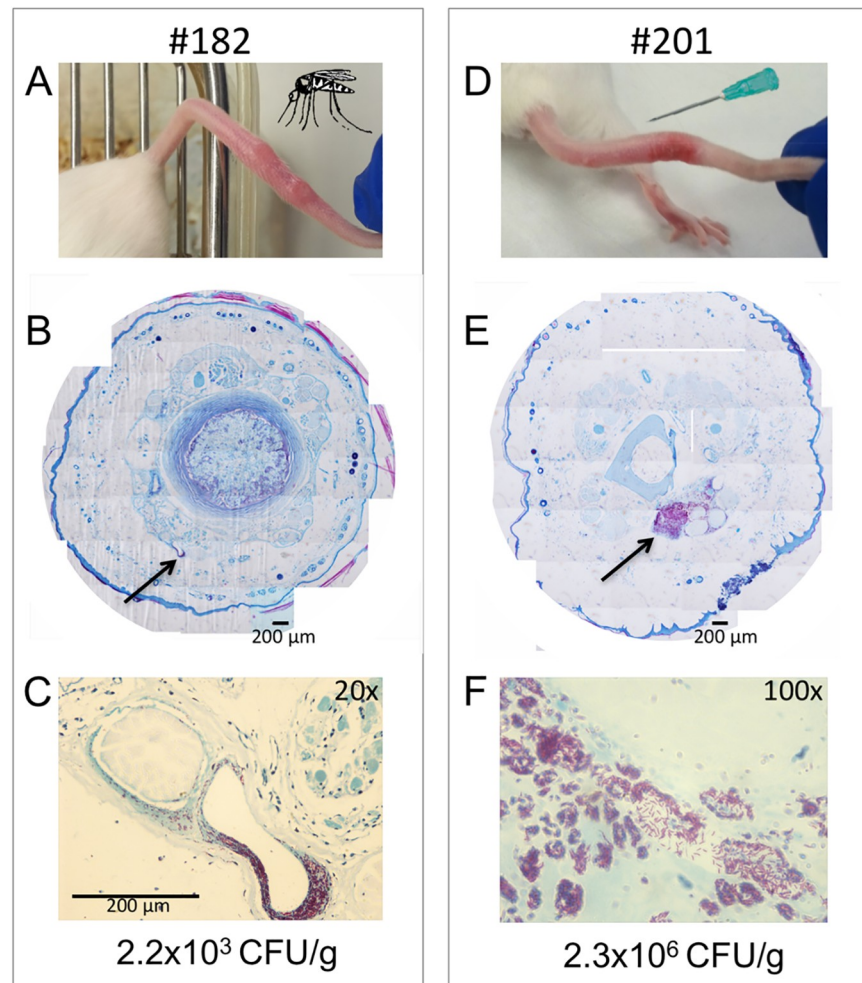 #182
A
B
200 µm
C
20x
200 µm
2.2x10³ CFU/g
#201
D
E
200 µm
F
100x
2.3x10⁶ CFU/g